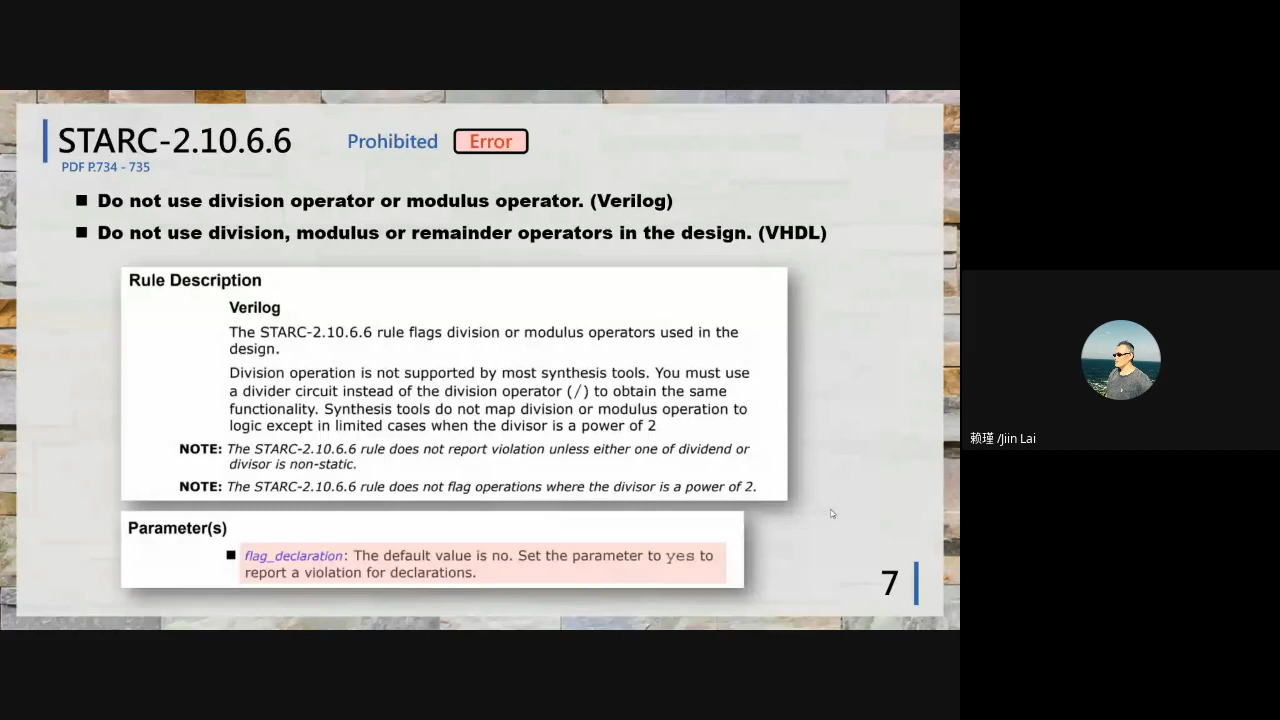 STARC-2.10.6.6
Prohibited
Error
PDF P.734 - 735
■ Do not use division operator or modulus operator. (Verilog)
■ Do not use division, modulus or remainder operators in the design. (VHDL)
Rule Description
Verilog
The STARC-2.10.6.6 rule flags division or modulus operators used in the
design.
Division operation is not supported by most synthesis tools. You must use
a divider circuit instead of the division operator (/) to obtain the same
functionality. Synthesis tools do not map division or modulus operation to
logic except in limited cases when the divisor is a power of 2
NOTE: The STARC-2.10.6.6 rule does not report violation unless either one of dividend or
divisor is non-static.
NOTE: The STARC-2.10.6.6 rule does not flag operations where the divisor is a power of 2.
Parameter(s)
■ flag_declaration: The default value is no. Set the parameter to yes to
report a violation for declarations.
7
赖瑾 /Jiin Lai